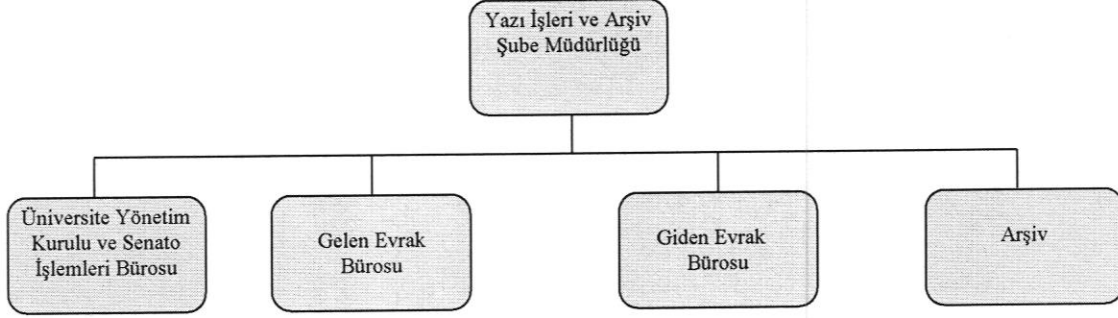 Yazı İşleri ve Arşiv
Şube Müdürlüğü
Üniversite Yönetim
Kurulu ve Senato
İşlemleri Bürosu
Gelen Evrak
Bürosu
Giden Evrak
Bürosu
Arşiv